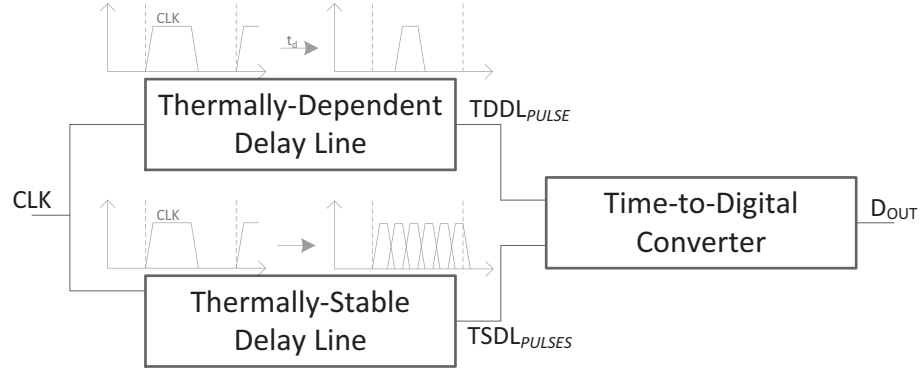 CLK
t_d
Thermally-Dependent
Delay Line
TDDL_PULSE
CLK
CLK
Thermally-Stable
Delay Line
TSDL_PULSES
Time-to-Digital
Converter
D_OUT